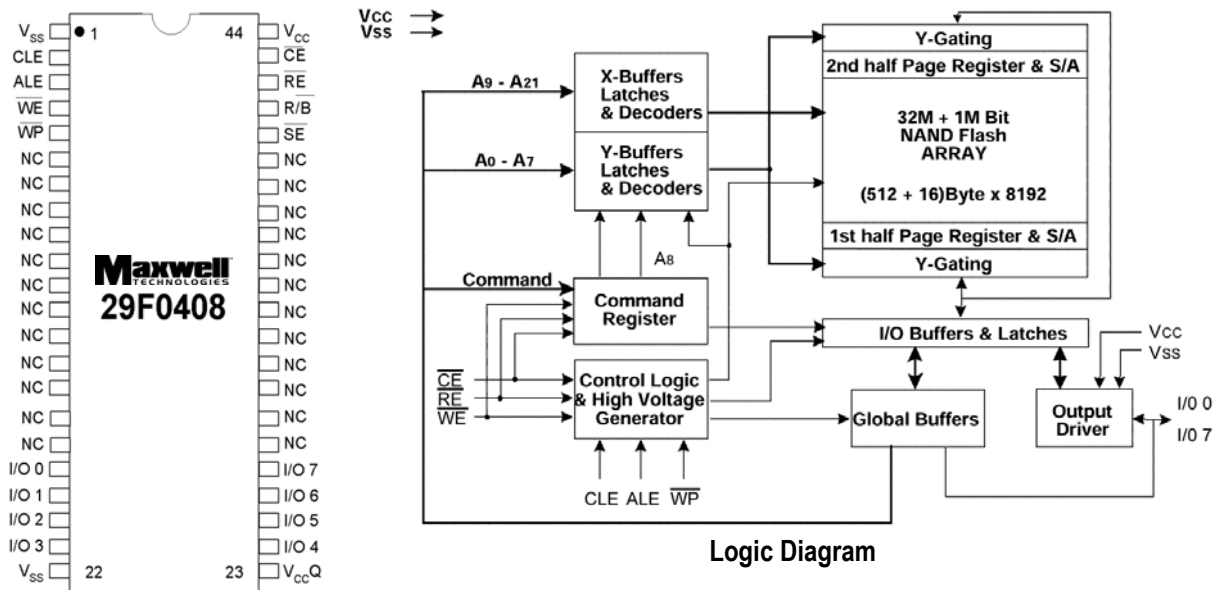 VSS
CLE
ALE
WE
WP
NC
NC
NC
NC
NC
NC
NC
NC
NC
NC
NC
NC
I/O 0
I/O 1
I/O 2
I/O 3
VSS
1
44
Maxwell
TECHNOLOGIES
29F0408
22
23
VCC
CE
RE
R/B
SE
NC
NC
NC
NC
NC
NC
NC
NC
NC
NC
NC
NC
I/O 7
I/O 6
I/O 5
I/O 4
VCCQ
VCC
VSS
A9 - A21
X-Buffers
Latches
& Decoders
A0 - A7
Y-Buffers
Latches
& Decoders
A8
Command
Command
Register
CE
RE
WE
Control Logic
& High Voltage
Generator
CLE ALE WP
Y-Gating
2nd half Page Register & S/A
32M + 1M Bit
NAND Flash
ARRAY
(512 + 16)Byte x 8192
1st half Page Register & S/A
Y-Gating
I/O Buffers & Latches
VCC
VSS
Global Buffers
Output
Driver
I/0 0
I/0 7
Logic Diagram